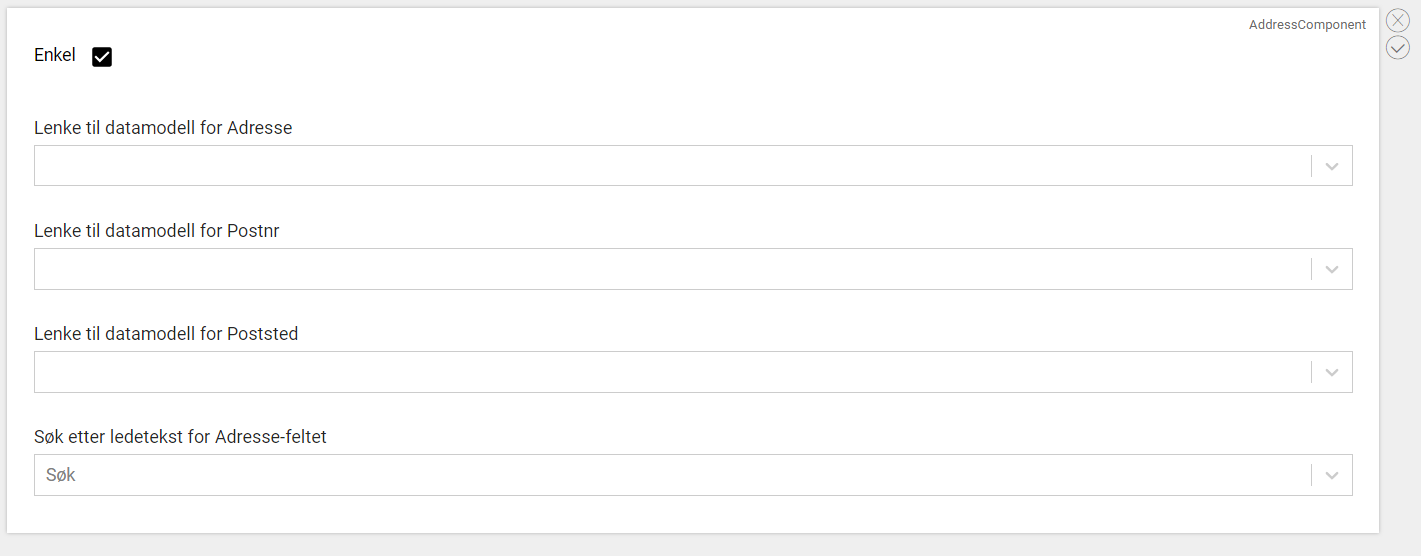 AddressComponent
Enkel
Lenke til datamodell for Adresse
Lenke til datamodell for Postnr
Lenke til datamodell for Poststed
Søk etter ledetekst for Adresse-feltet
Søk